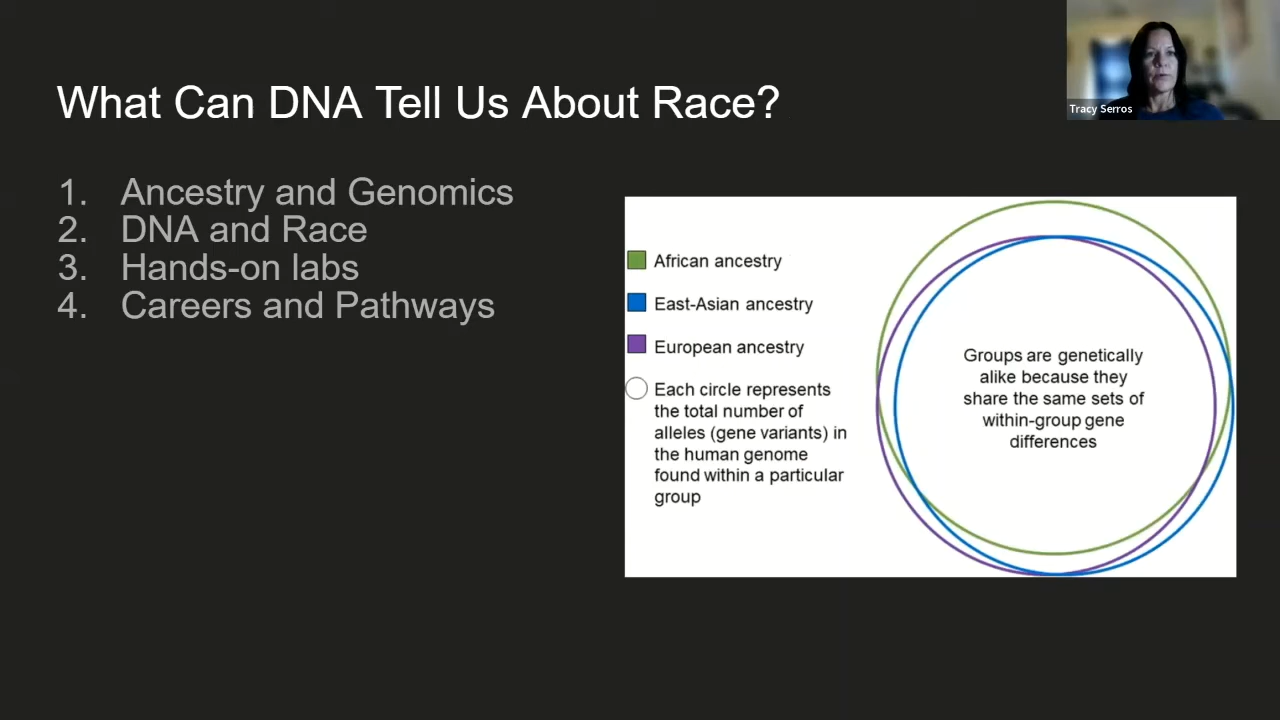 What Can DNA Tell Us About Race?
Tracy Serros
1. Ancestry and Genomics
2. DNA and Race
3. Hands-on labs
4. Careers and Pathways
African ancestry
East-Asian ancestry
European ancestry
Each circle represents
the total number of
alleles (gene variants) in
the human genome
found within a particular
group
Groups are genetically
alike because they
share the same sets of
within-group gene
differences